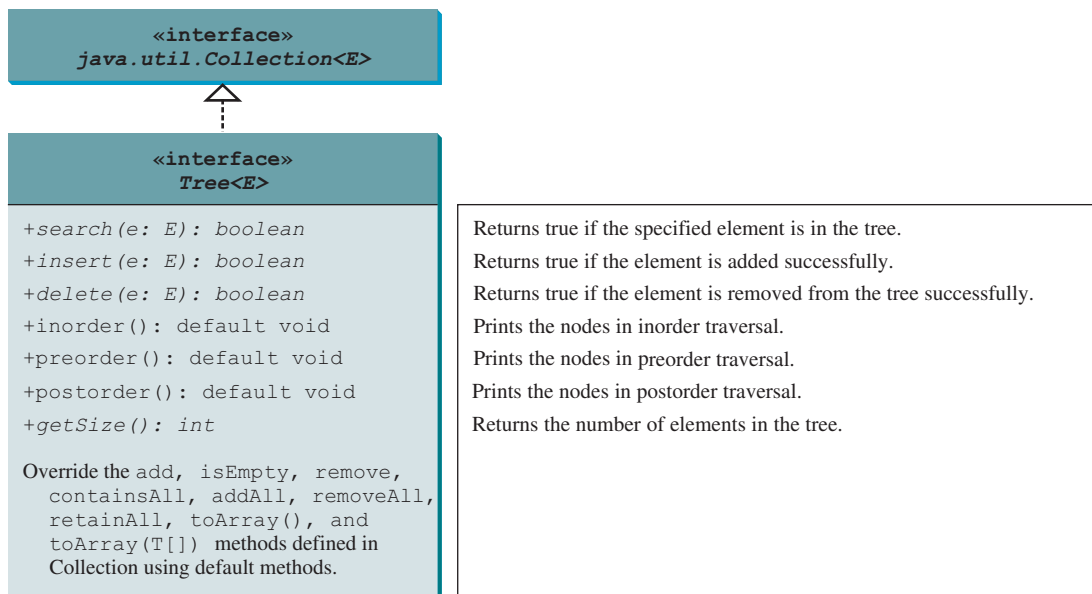 «interface»
java.util.Collection<E>
«interface»
Tree<E>
+search(e: E): boolean
Returns true if the specified element is in the tree.
+insert(e: E): boolean
Returns true if the element is added successfully.
+delete(e: E): boolean
Returns true if the element is removed from the tree successfully.
+inorder(): default void
Prints the nodes in inorder traversal.
+preorder(): default void
Prints the nodes in preorder traversal.
+postorder(): default void
Prints the nodes in postorder traversal.
+getSize(): int
Returns the number of elements in the tree.
Override the add, isEmpty, remove,
containsAll, addAll, removeAll,
retainAll, toArray(), and
toArray(T[]) methods defined in
Collection using default methods.